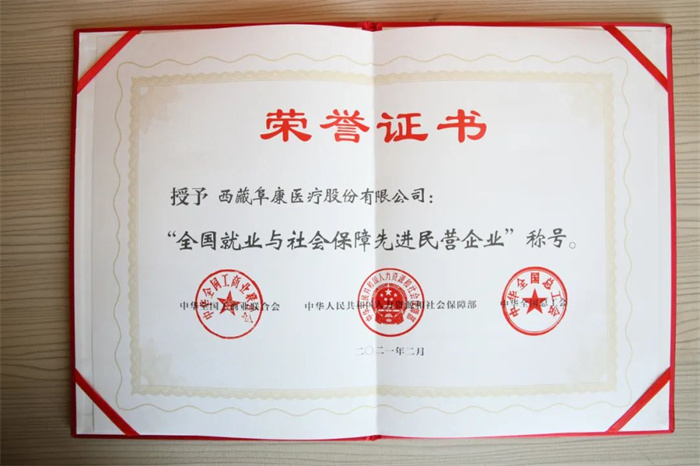 荣誉证书
授予 西藏阜康医疗股份有限公司：
“全国就业与社会保障先进民营企业”称号。
中华全国工商业联合会 中华人民共和国人力资源和社会保障部 中华全国总工会
二〇二一年二月